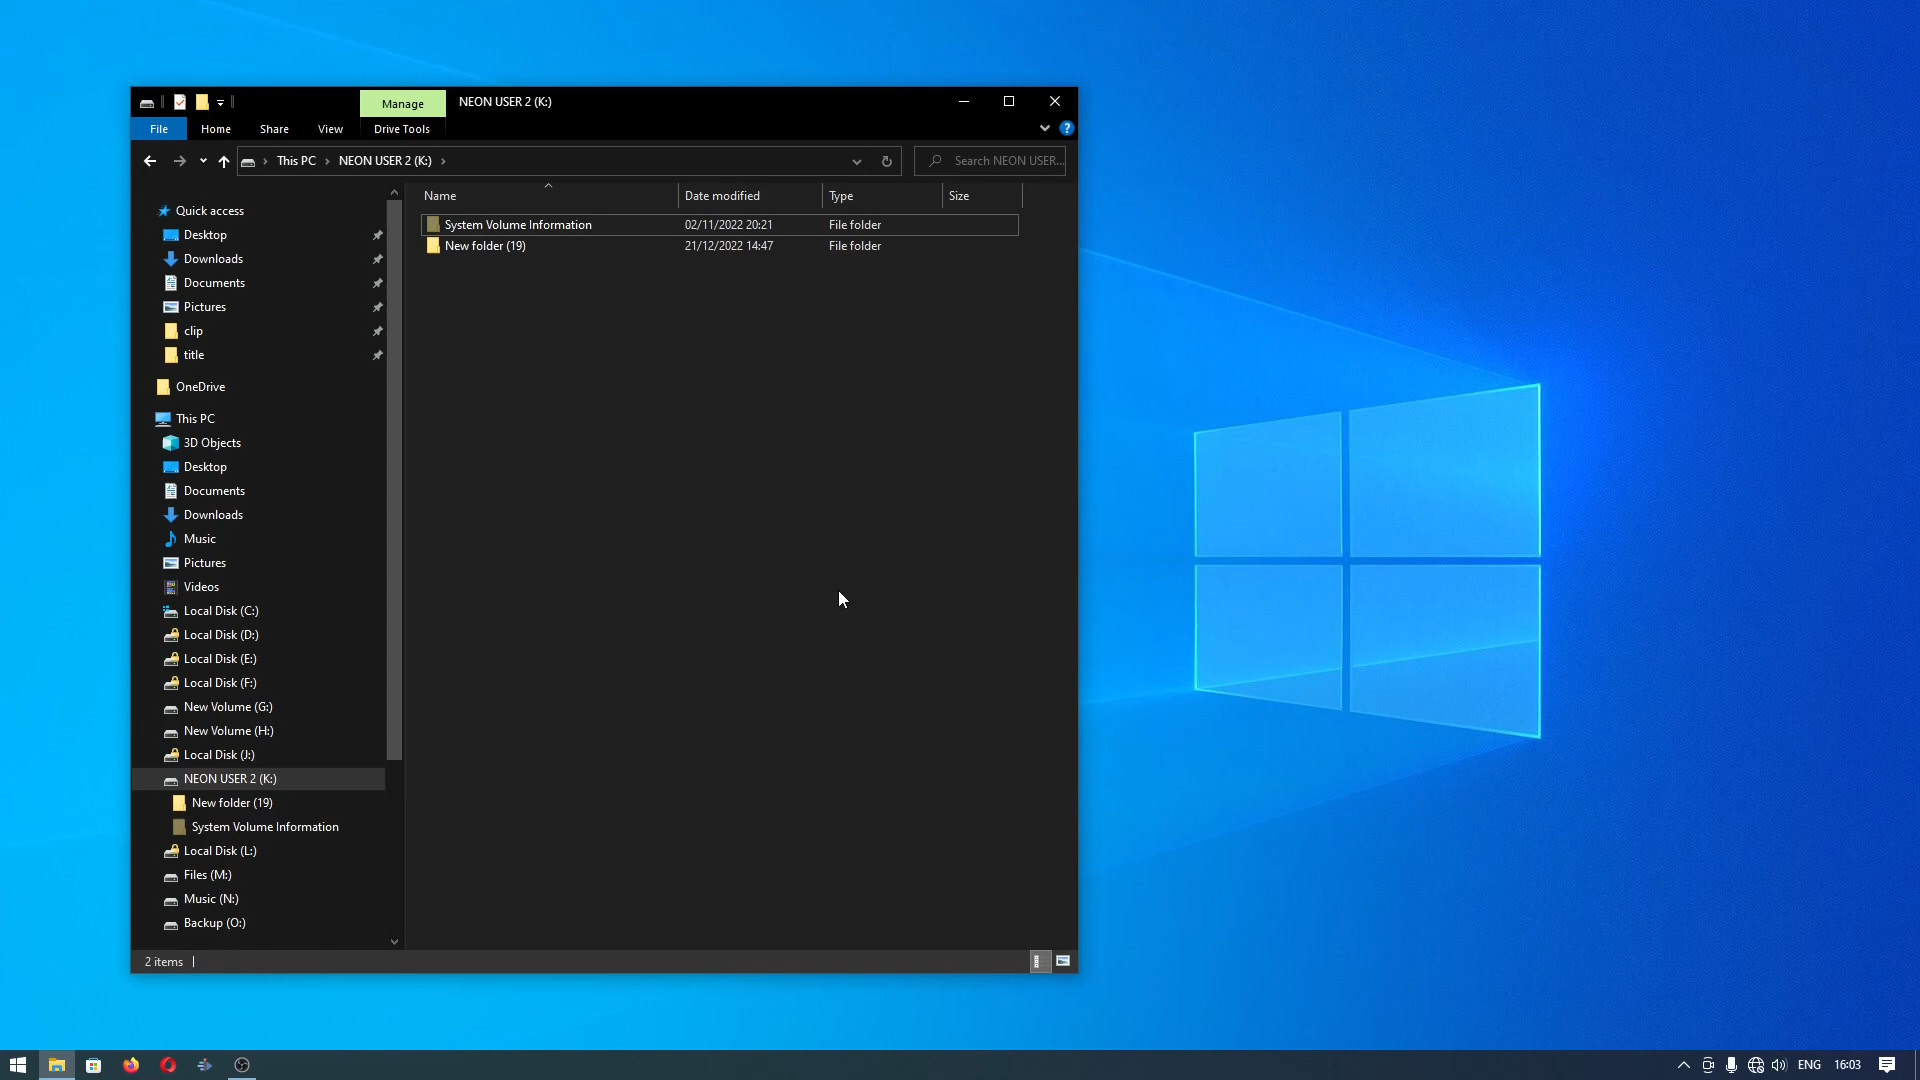 Manage
NEON USER 2 (K:)
File
Home
Share
View
Drive Tools
?
This PC
NEON USER 2 (K:)
Search NEON USER...
Name
Date modified
Type
Size
System Volume Information
02/11/2022 20:21
File folder
New folder (19)
21/12/2022 14:47
File folder
Quick access
Desktop
Downloads
Documents
Pictures
clip
title
OneDrive
This PC
3D Objects
Desktop
Documents
Downloads
Music
Pictures
Videos
Local Disk (C:)
Local Disk (D:)
Local Disk (E:)
Local Disk (F:)
New Volume (G:)
New Volume (H:)
Local Disk (J:)
NEON USER 2 (K:)
New folder (19)
System Volume Information
Local Disk (L:)
Files (M:)
Music (N:)
Backup (O:)
2 items
ENG
16:03